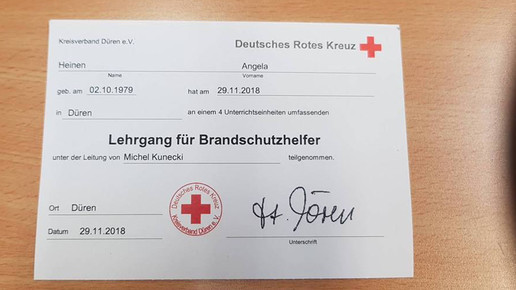 Kreisverband Düren e.V. Deutsches Rotes Kreuz
Heinen Angela
Name Vorname
geb. am 02.10.1979 hat am 29.11.2018
in Düren an einem 4 Unterrichtseinheiten umfassenden
Lehrgang für Brandschutzhelfer
unter der Leitung von Michel Kunecki teilgenommen.
Deutsches Rotes Kreuz
Kreisverband Düren e.V.
Ort Düren
Datum 29.11.2018
Unterschrift